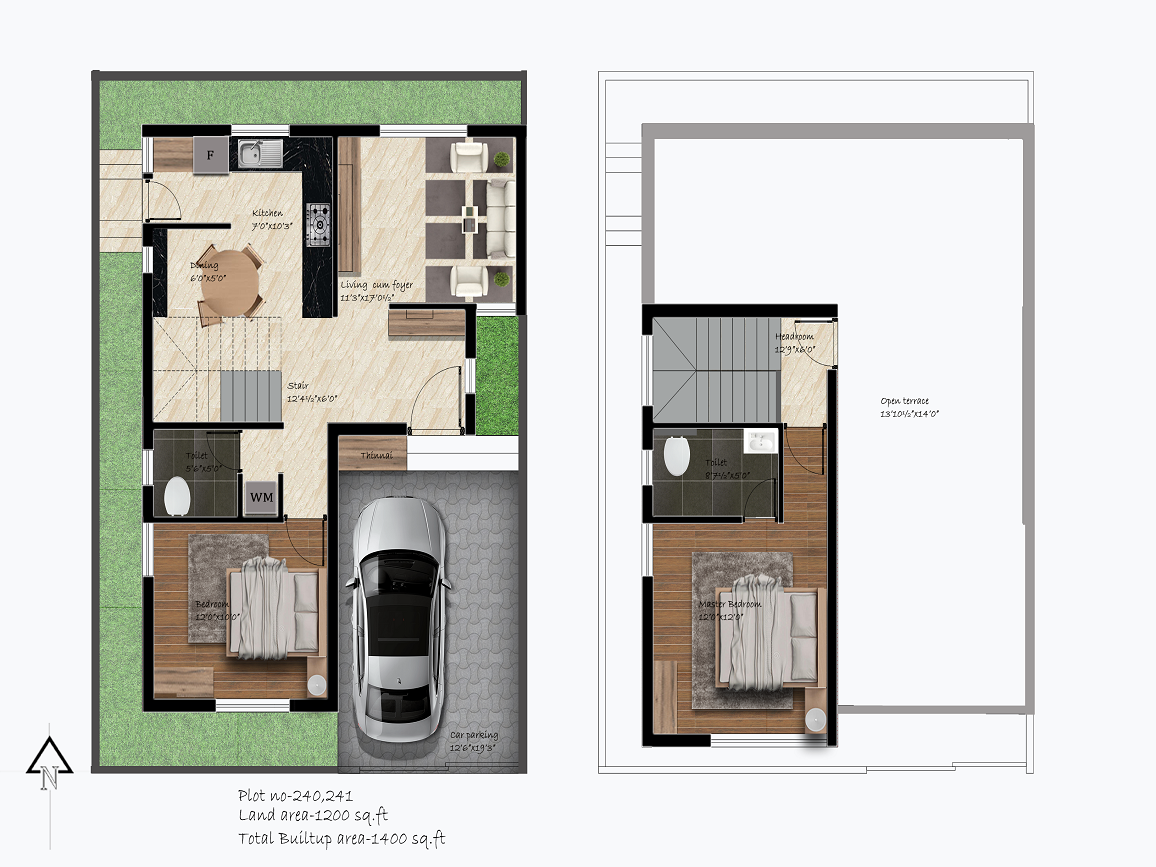 F
Kitchen
7'0"x10'3"
Dining
6'0"x5'0"
Living cum foyer
11'3"x17'0½"
Stair
12'4½"x6'0"
Thinnai
Toilet
5'6"x5'0"
WM
Bedroom
12'0"x10'0"
Car parking
12'6"x19'3"
Headroom
12'9"x6'0"
Open terrace
13'10½"x14'0"
Toilet
8'7½"x5'0"
Master Bedroom
12'0"x12'0"
N
Plot no-240,241
Land area-1200 sq.ft
Total Builtup area-1400 sq.ft